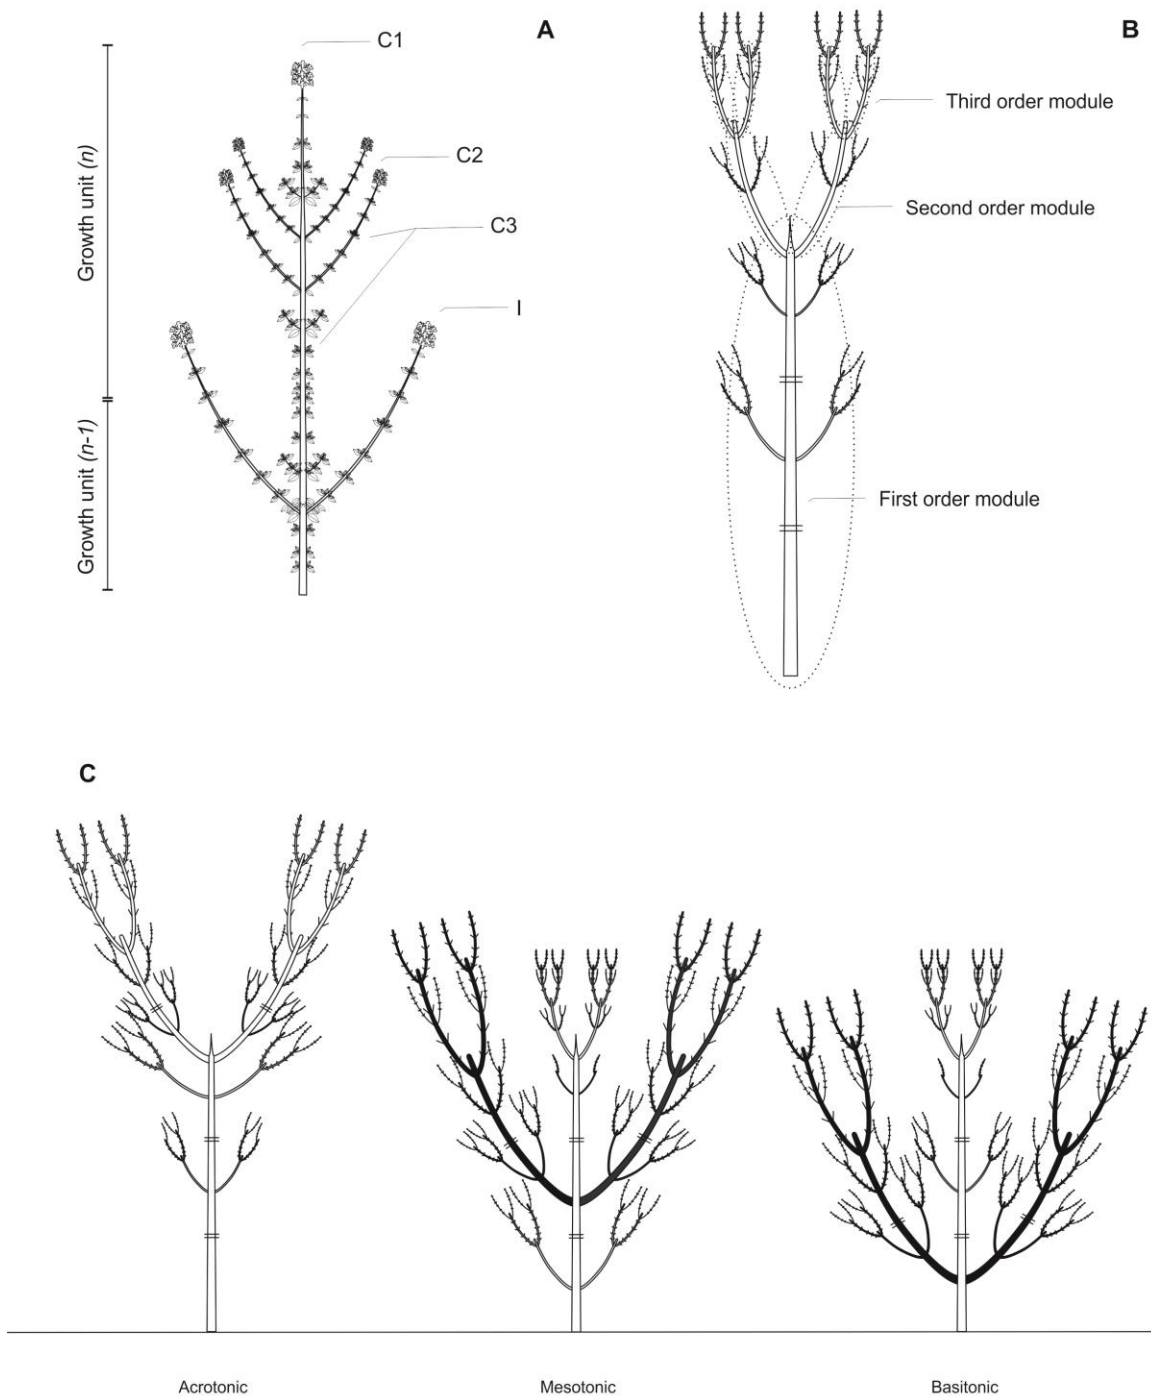 A
C1
C2
C3
I
Growth unit (n)
Growth unit (n-1)
B
Third order module
Second order module
First order module
C
Acrotonic
Mesotonic
Basitonic